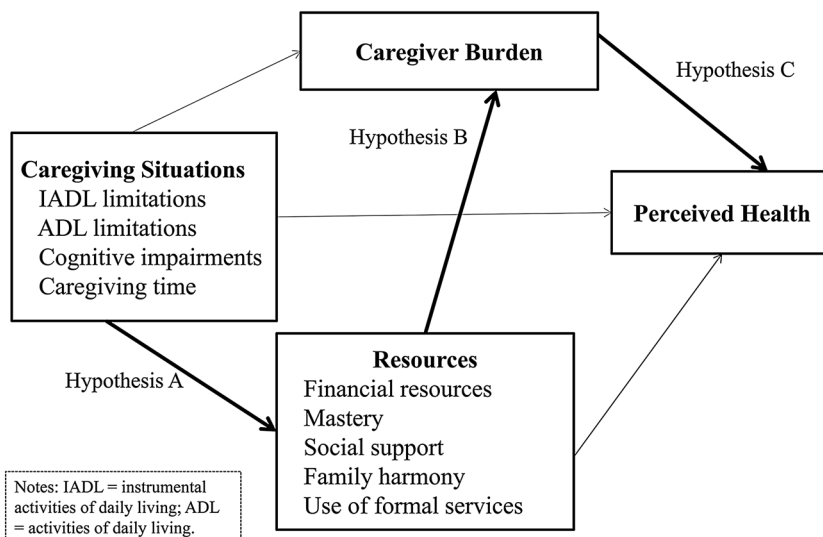 Caregiver Burden
Hypothesis C
Hypothesis B
Caregiving Situations
IADL limitations
ADL limitations
Cognitive impairments
Caregiving time
Perceived Health
Hypothesis A
Resources
Financial resources
Mastery
Social support
Family harmony
Use of formal services
Notes: IADL = instrumental
activities of daily living; ADL
= activities of daily living.